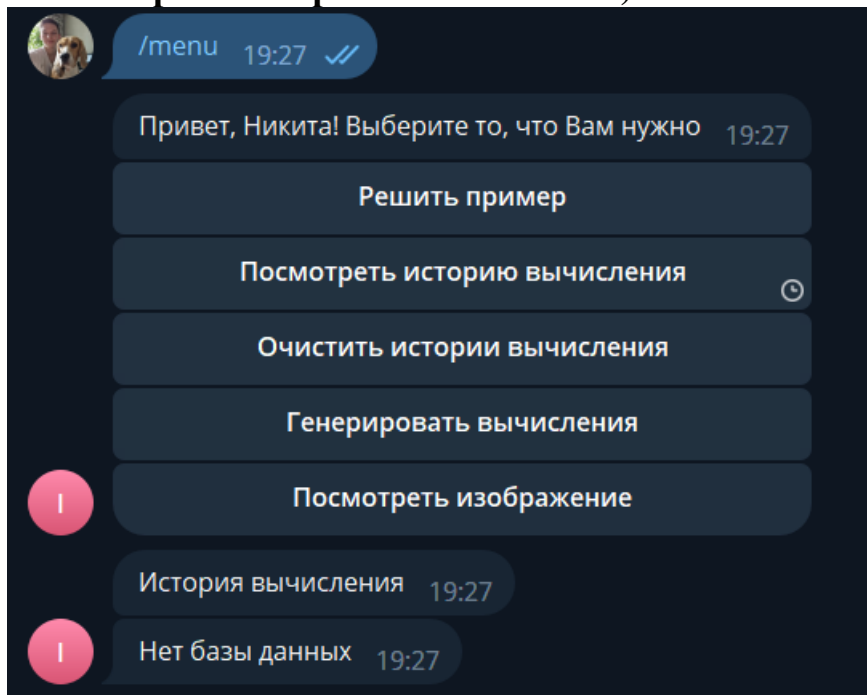 /menu 19:27
Привет, Никита! Выберите то, что Вам нужно 19:27
Решить пример
Посмотреть историю вычисления
Очистить истории вычисления
Генерировать вычисления
Посмотреть изображение
I
История вычисления 19:27
Нет базы данных 19:27
I